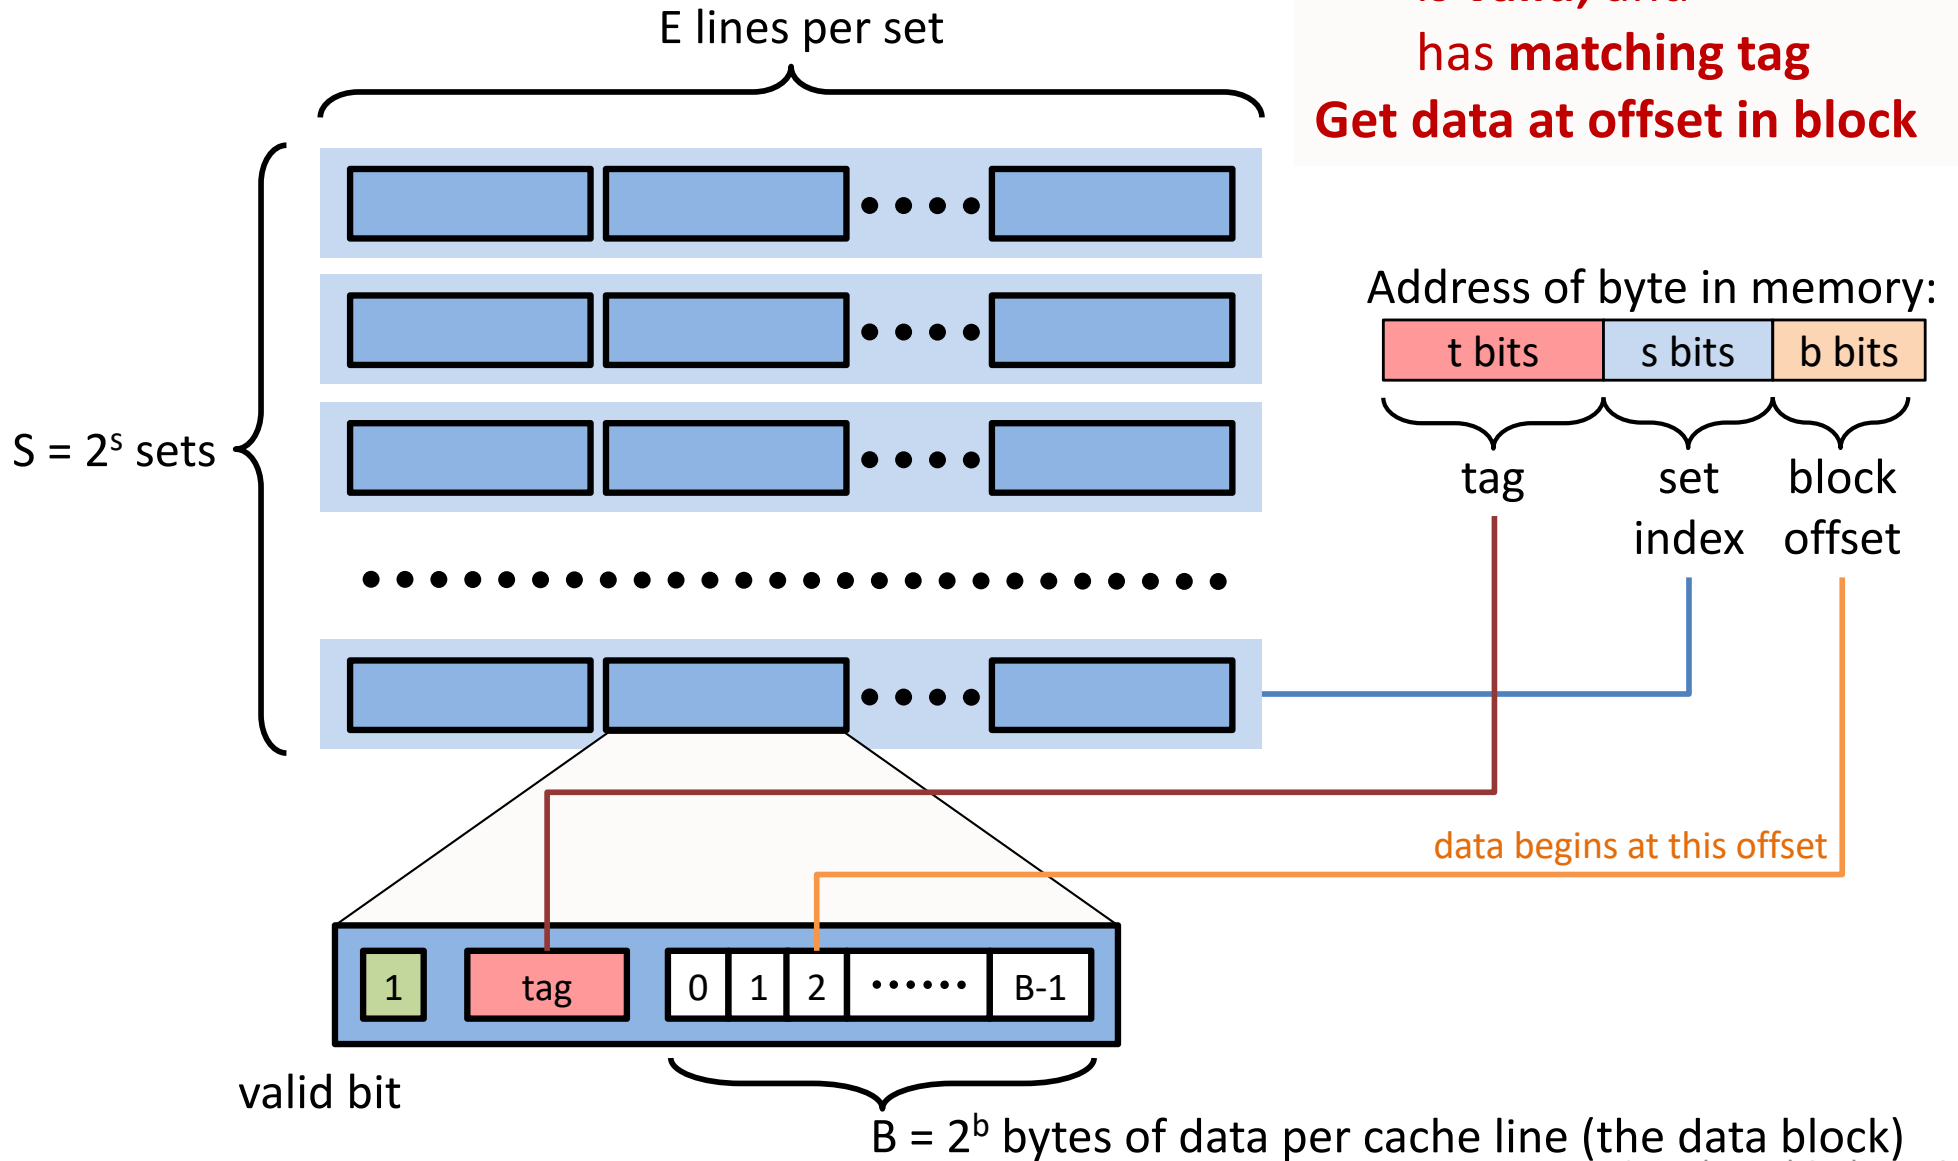 E lines per set
has matching tag
Get data at offset in block
Address of byte in memory:
t bits s bits b bits
S = 2ˢ sets
tag set block
index offset
data begins at this offset
1 tag 0 1 2 •••••• B-1
valid bit
B = 2ᵇ bytes of data per cache line (the data block)